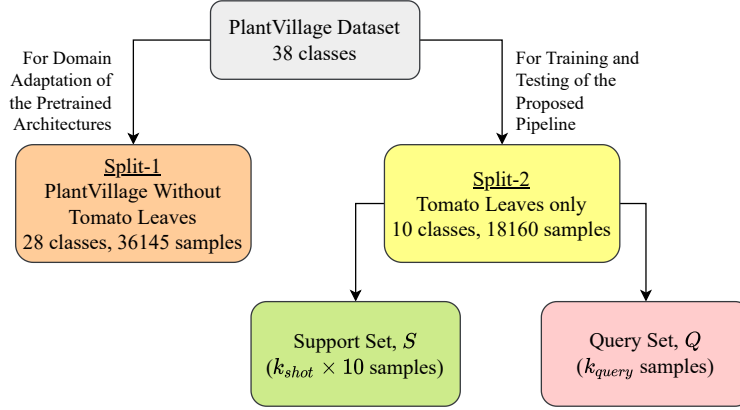 PlantVillage Dataset
38 classes
For Domain
Adaptation of
the Pretrained
Architectures
For Training and
Testing of the
Proposed
Pipeline
Split-1
PlantVillage Without
Tomato Leaves
28 classes, 36145 samples
Split-2
Tomato Leaves only
10 classes, 18160 samples
Support Set, S
(k_shot × 10 samples)
Query Set, Q
(k_query samples)